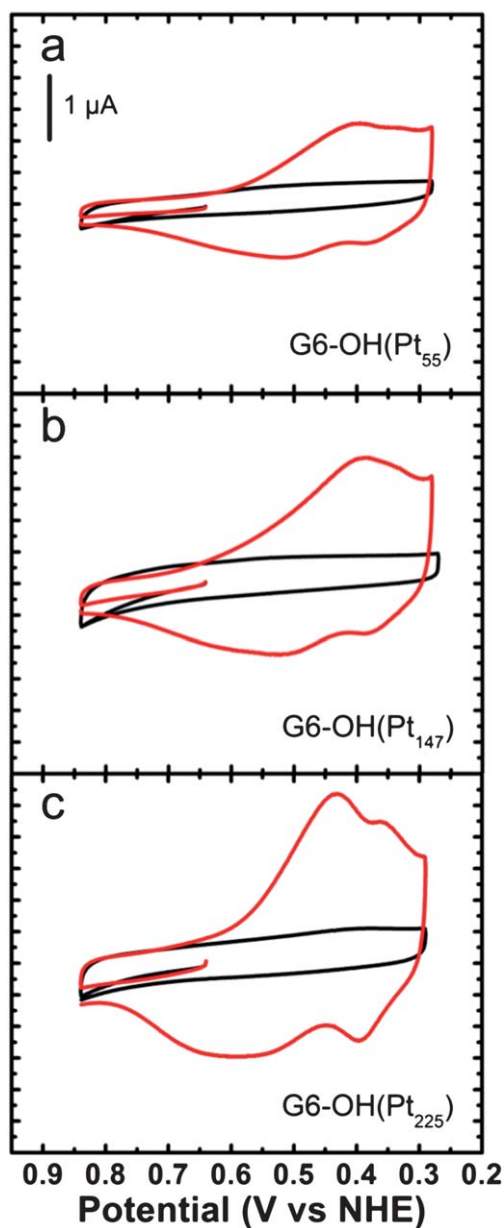 a
1 µA
G6-OH(Pt₅₅)
b
G6-OH(Pt₁₄₇)
c
G6-OH(Pt₂₂₅)
0.9 0.8 0.7 0.6 0.5 0.4 0.3 0.2
Potential (V vs NHE)